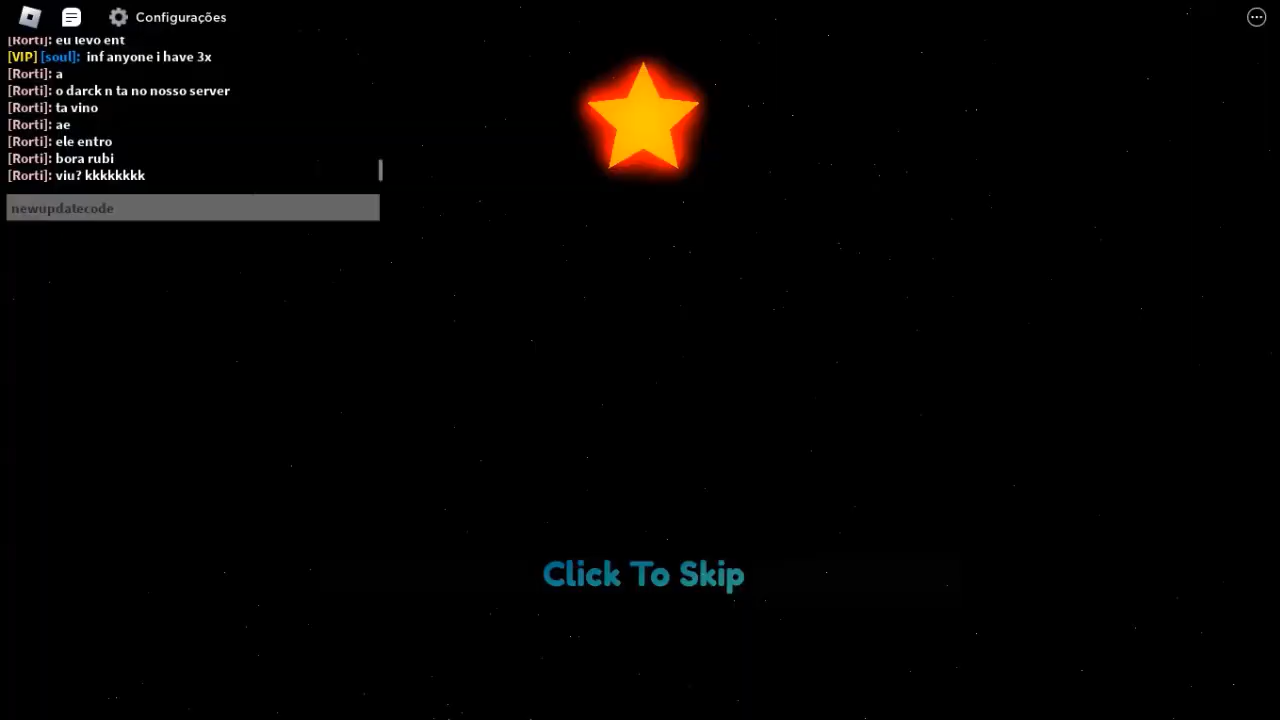 Configurações
[Rorti]: eu levo ent
[VIP] [soul]: inf anyone i have 3x
[Rorti]: a
[Rorti]: o darck n ta no nosso server
[Rorti]: ta vino
[Rorti]: ae
[Rorti]: ele entro
[Rorti]: bora rubi
[Rorti]: viu? kkkkkkkk
newupdatecode
Click To Skip